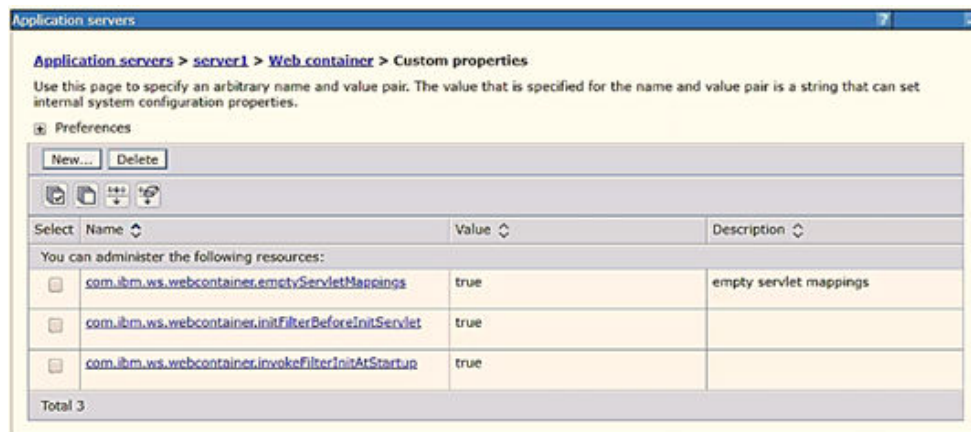 Application servers
?
Application servers > server1 > Web container > Custom properties
Use this page to specify an arbitrary name and value pair. The value that is specified for the name and value pair is a string that can set
internal system configuration properties.
+ Preferences
New... Delete
Select Name Value Description
You can administer the following resources:
com.ibm.ws.webcontainer.emptyServletMappings true empty servlet mappings
com.ibm.ws.webcontainer.initFilterBeforeInitServlet true
com.ibm.ws.webcontainer.invokeFilterInitAtStartup true
Total 3